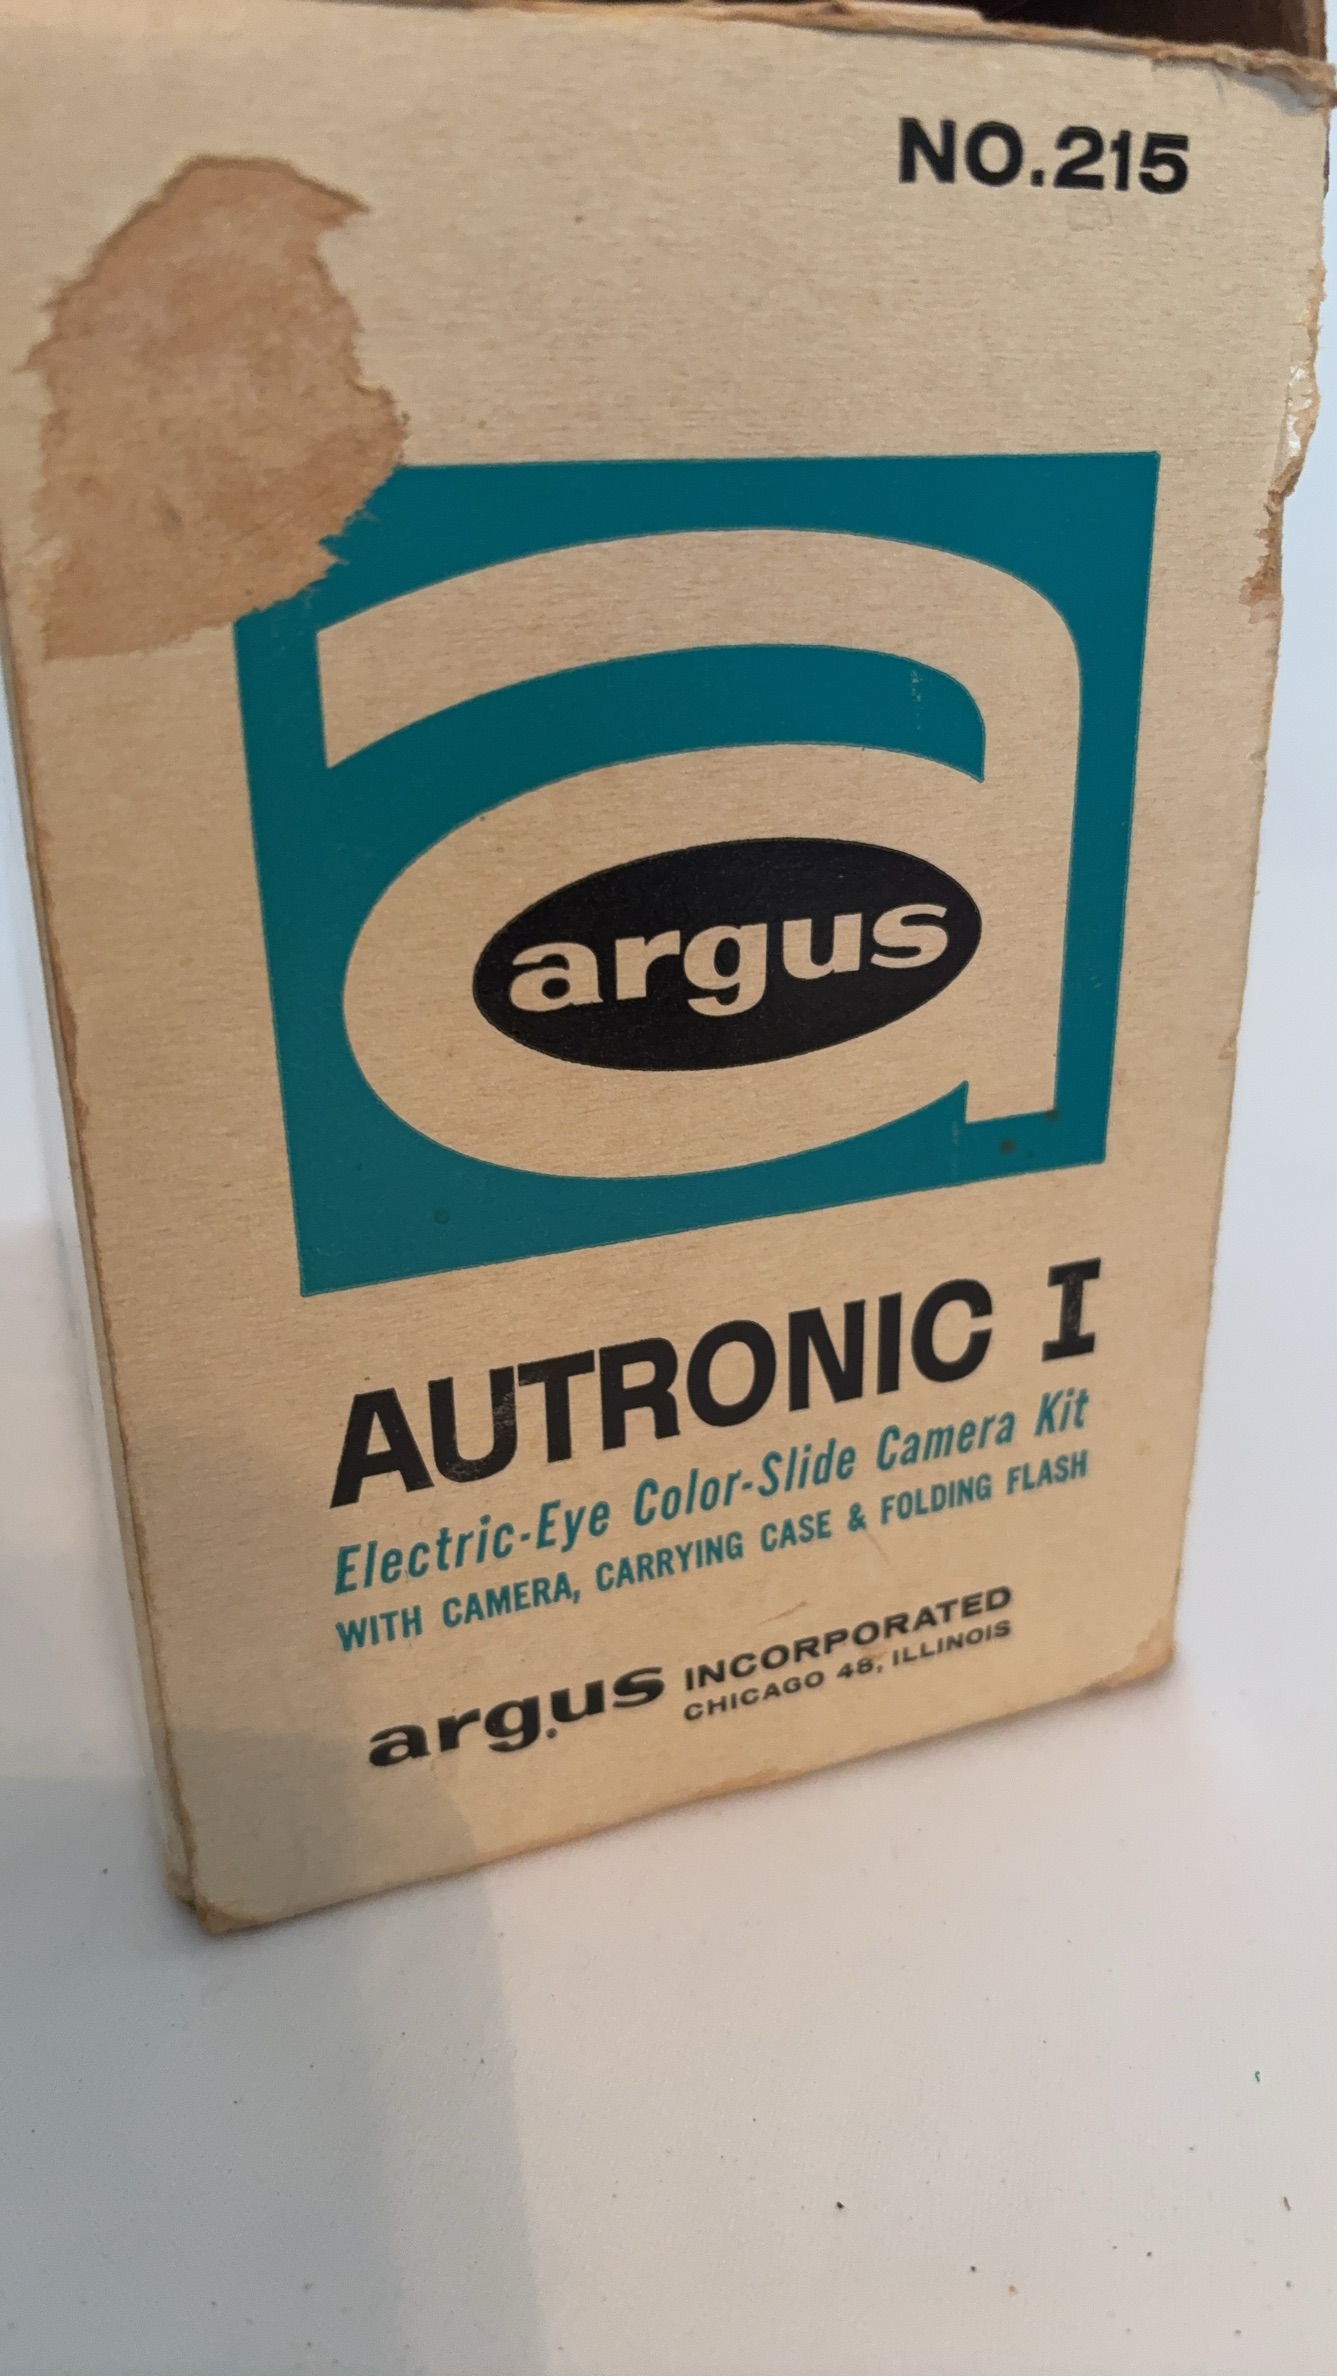 NO.215
a
argus
AUTRONIC I
Electric-Eye Color-Slide Camera Kit
WITH CAMERA, CARRYING CASE & FOLDING FLASH
argus INCORPORATED
CHICAGO 48, ILLINOIS